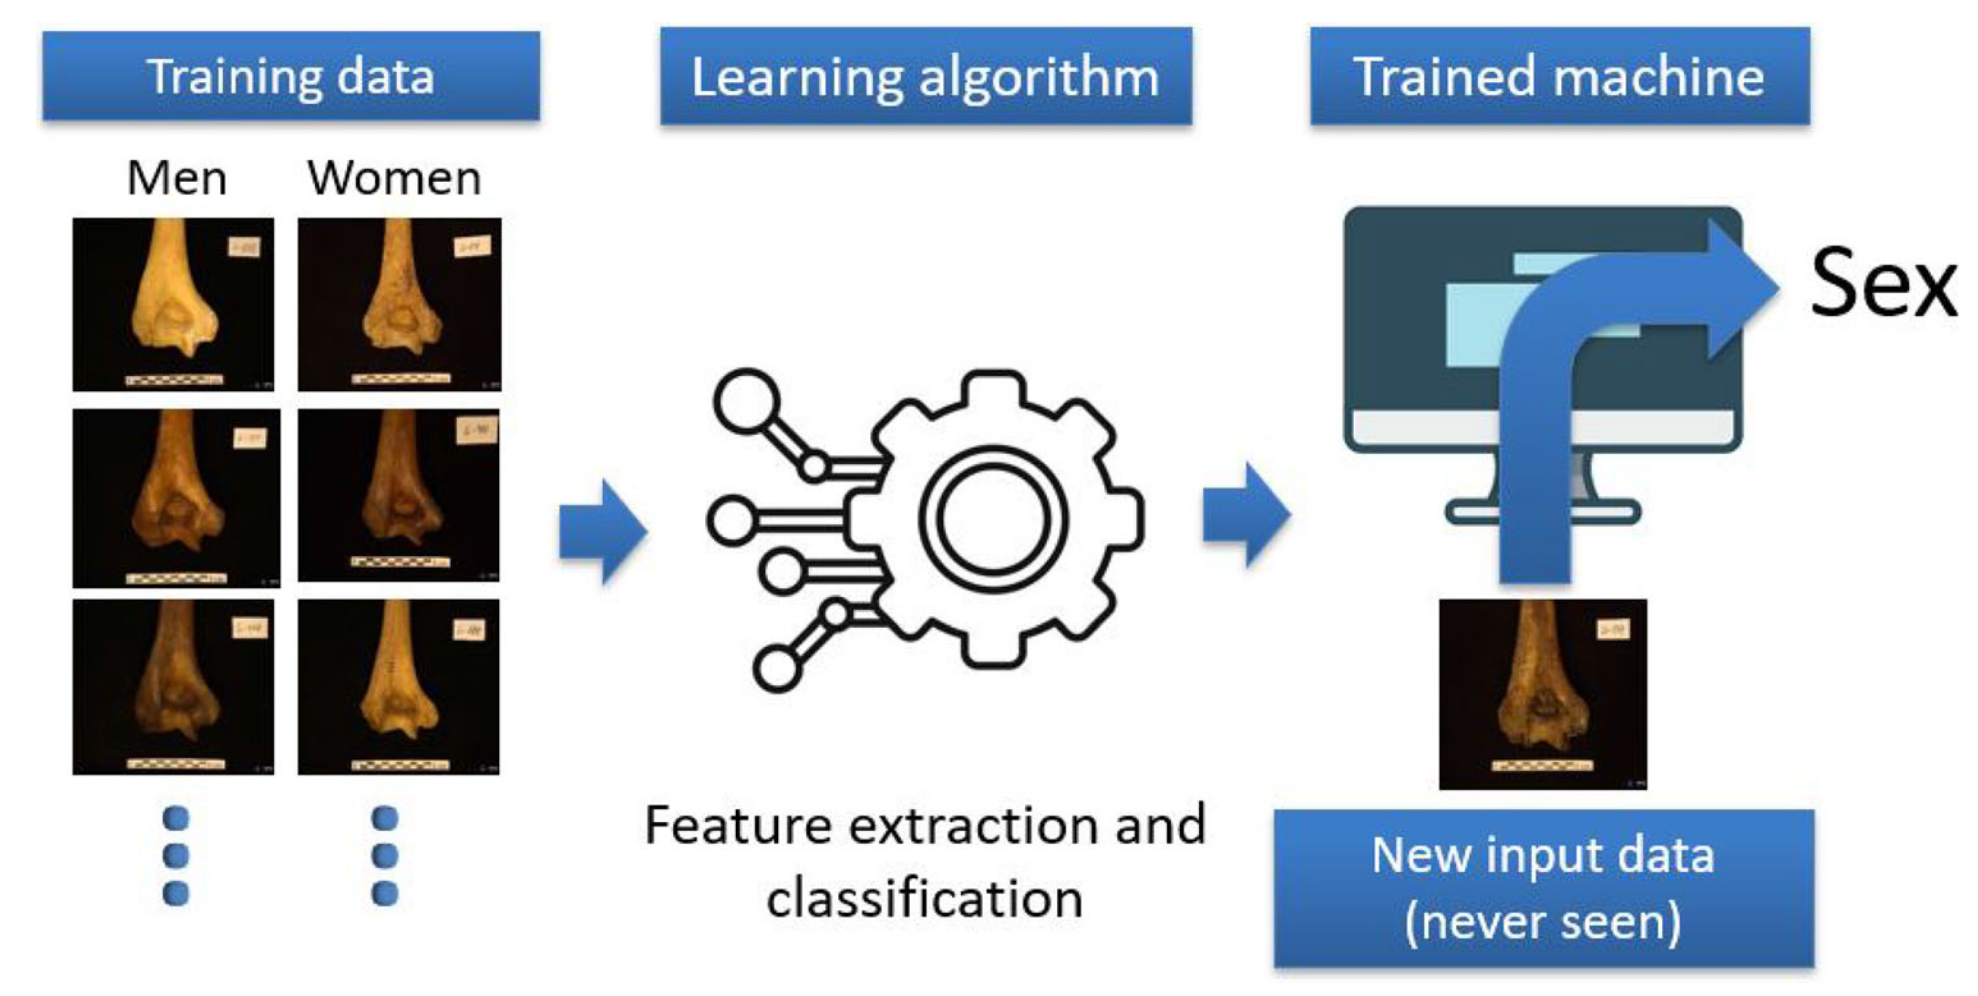 Training data
Learning algorithm
Trained machine
Men
Women
Sex
Feature extraction and
classification
New input data
(never seen)